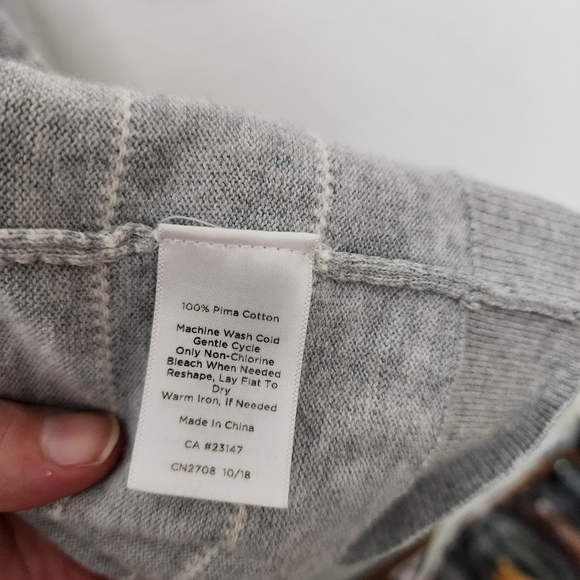 100% Pima Cotton
Machine Wash Cold
Gentle Cycle
Only Non-Chlorine
Bleach When Needed
Reshape, Lay Flat To
Dry
Warm Iron, If Needed
Made in China
CA #23147
CN2708 10/18